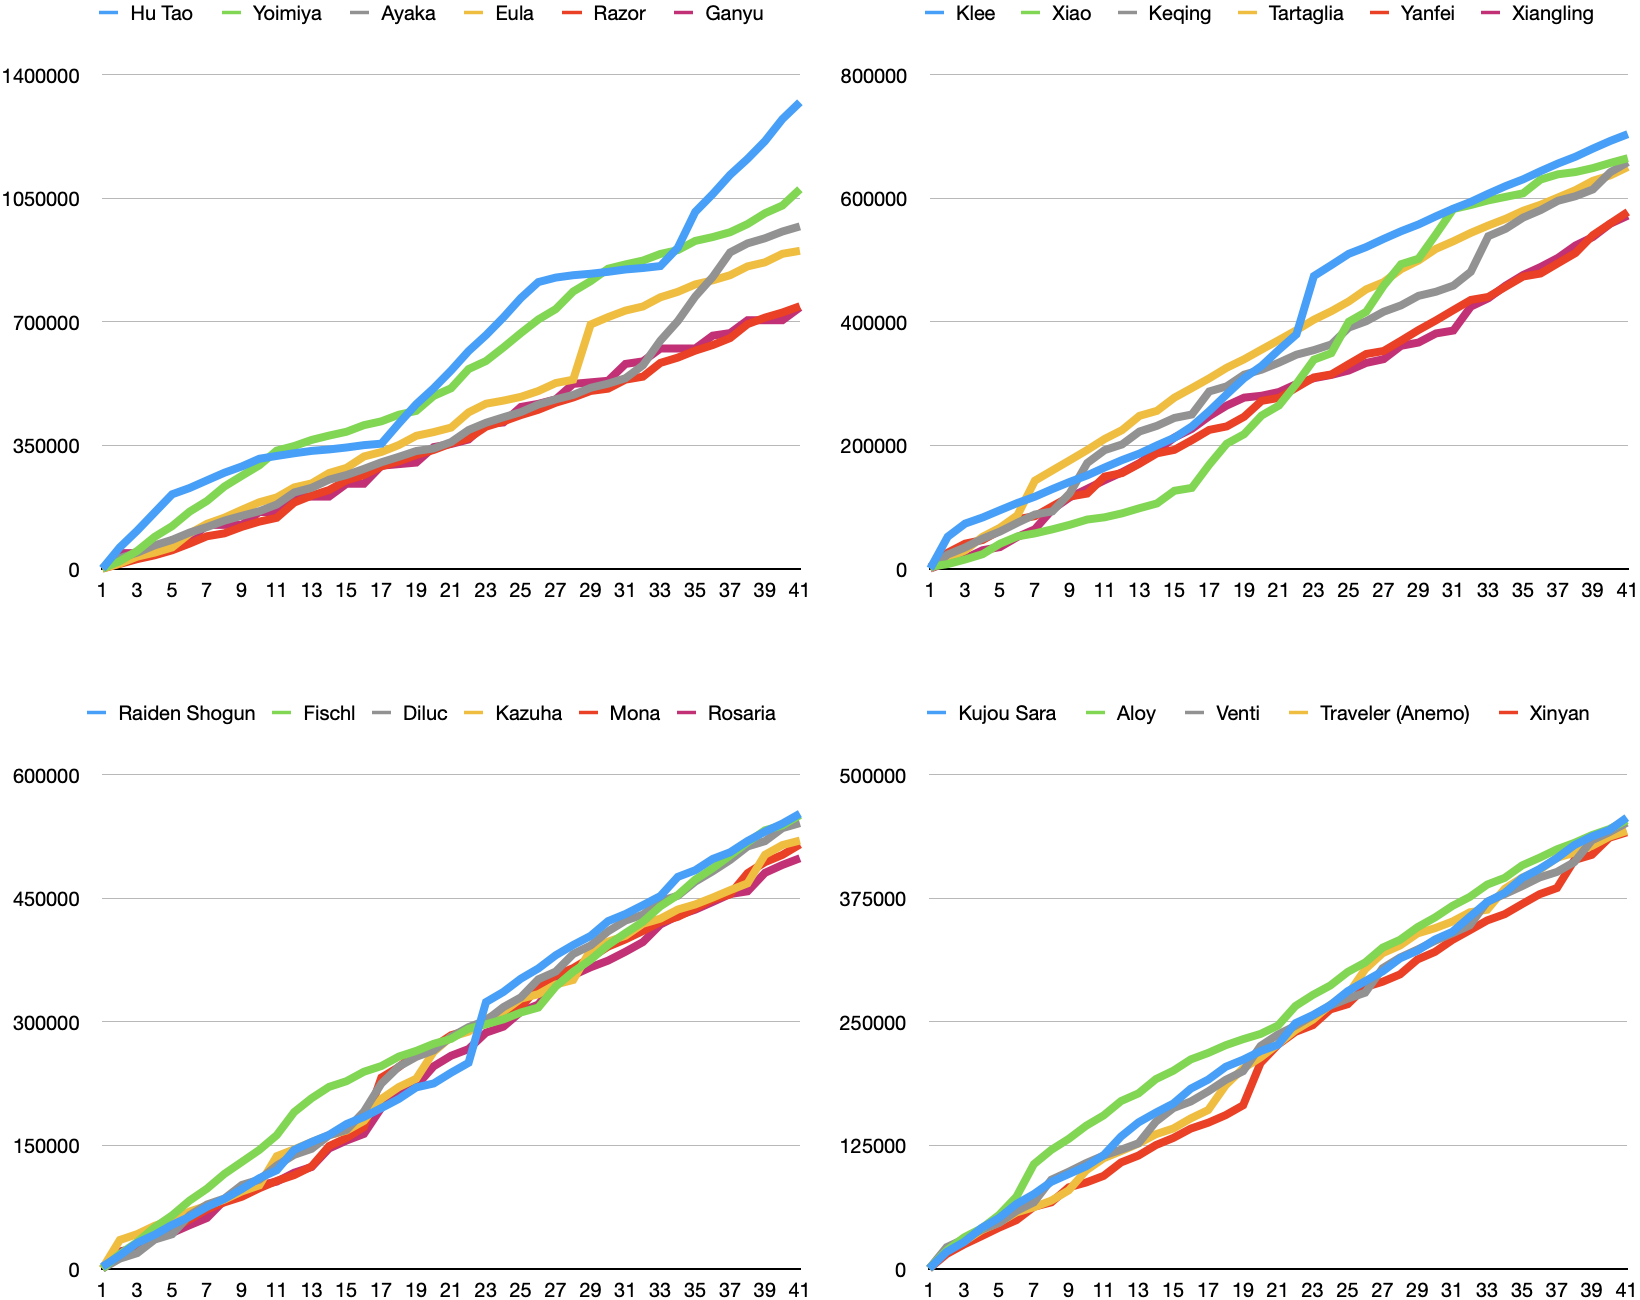 Hu Tao Yoimiya Ayaka Eula Razor Ganyu
1400000
1050000
700000
350000
0
1 3 5 7 9 11 13 15 17 19 21 23 25 27 29 31 33 35 37 39 41
Klee Xiao Keqing Tartaglia Yanfei Xiangling
800000
600000
400000
200000
0
1 3 5 7 9 11 13 15 17 19 21 23 25 27 29 31 33 35 37 39 41
Raiden Shogun Fischl Diluc Kazuha Mona Rosaria
600000
450000
300000
150000
0
1 3 5 7 9 11 13 15 17 19 21 23 25 27 29 31 33 35 37 39 41
Kujou Sara Aloy Venti Traveler (Anemo) Xinyan
500000
375000
250000
125000
0
1 3 5 7 9 11 13 15 17 19 21 23 25 27 29 31 33 35 37 39 41